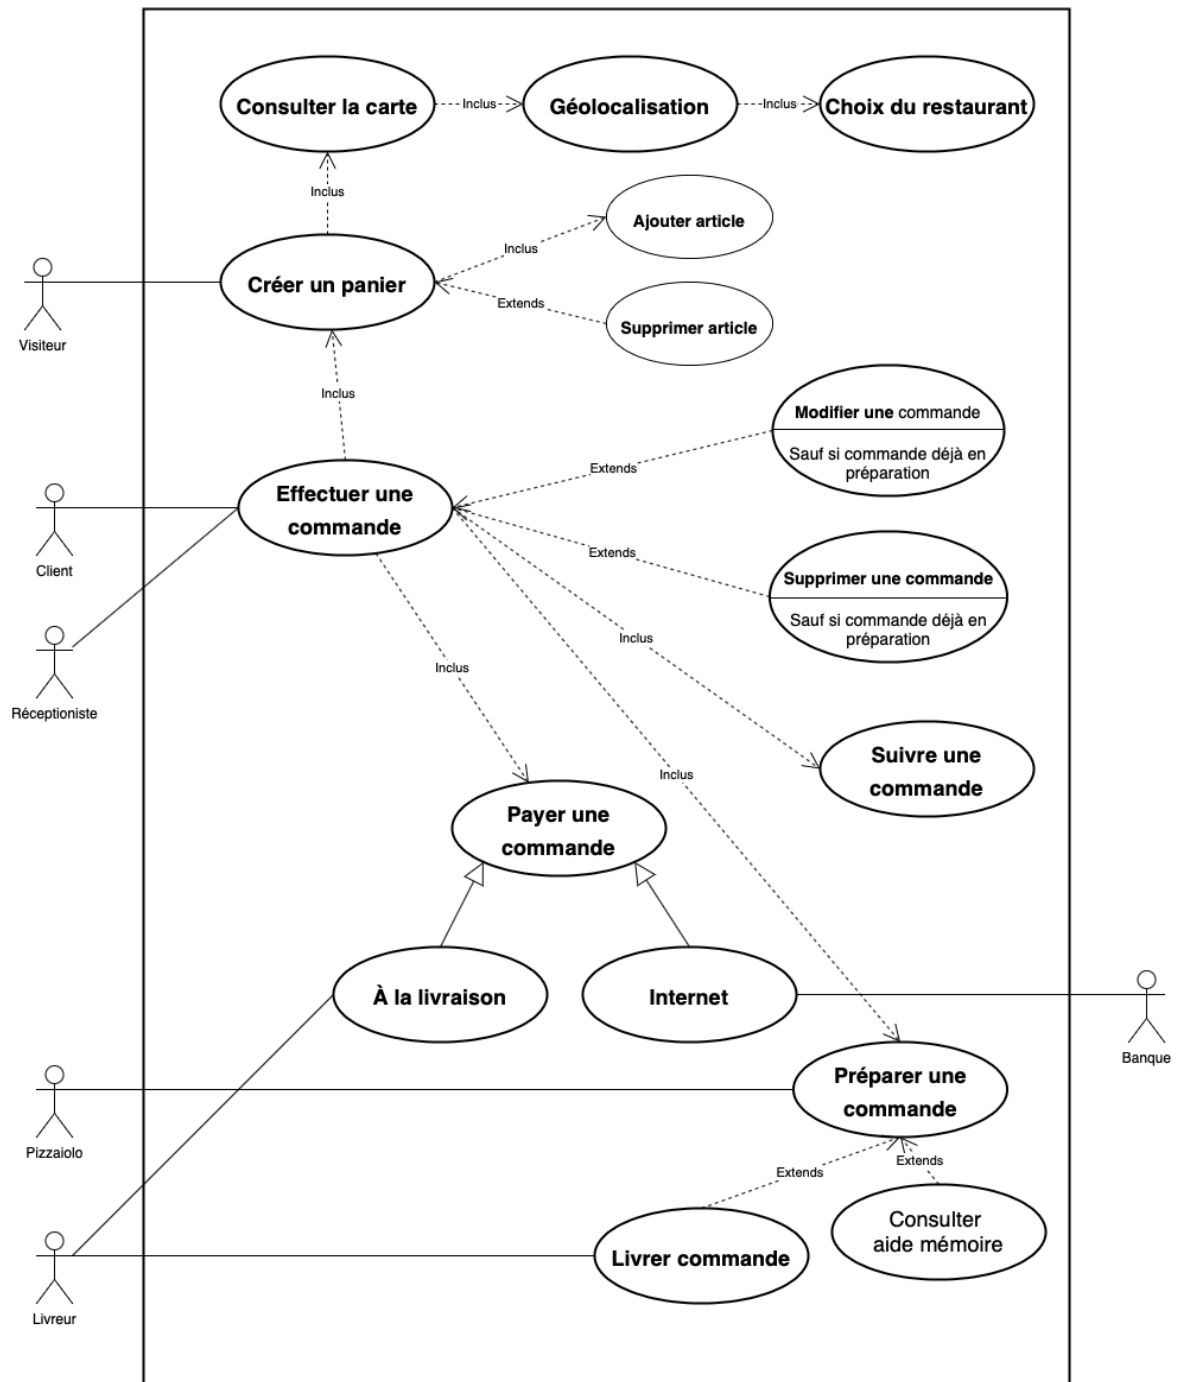 Consulter la carte
Inclus
Géolocalisation
Inclus
Choix du restaurant
Inclus
Ajouter article
Inclus
Créer un panier
Extends
Supprimer article
Visiteur
Inclus
Modifier une commande
Sauf si commande déjà en
préparation
Extends
Effectuer une
commande
Client
Extends
Supprimer une commande
Sauf si commande déjà en
préparation
Inclus
Inclus
Réceptioniste
Suivre une
commande
Inclus
Payer une
commande
À la livraison
Internet
Banque
Préparer une
commande
Pizzaiolo
Extends
Extends
Consulter
aide mémoire
Livrer commande
Livreur